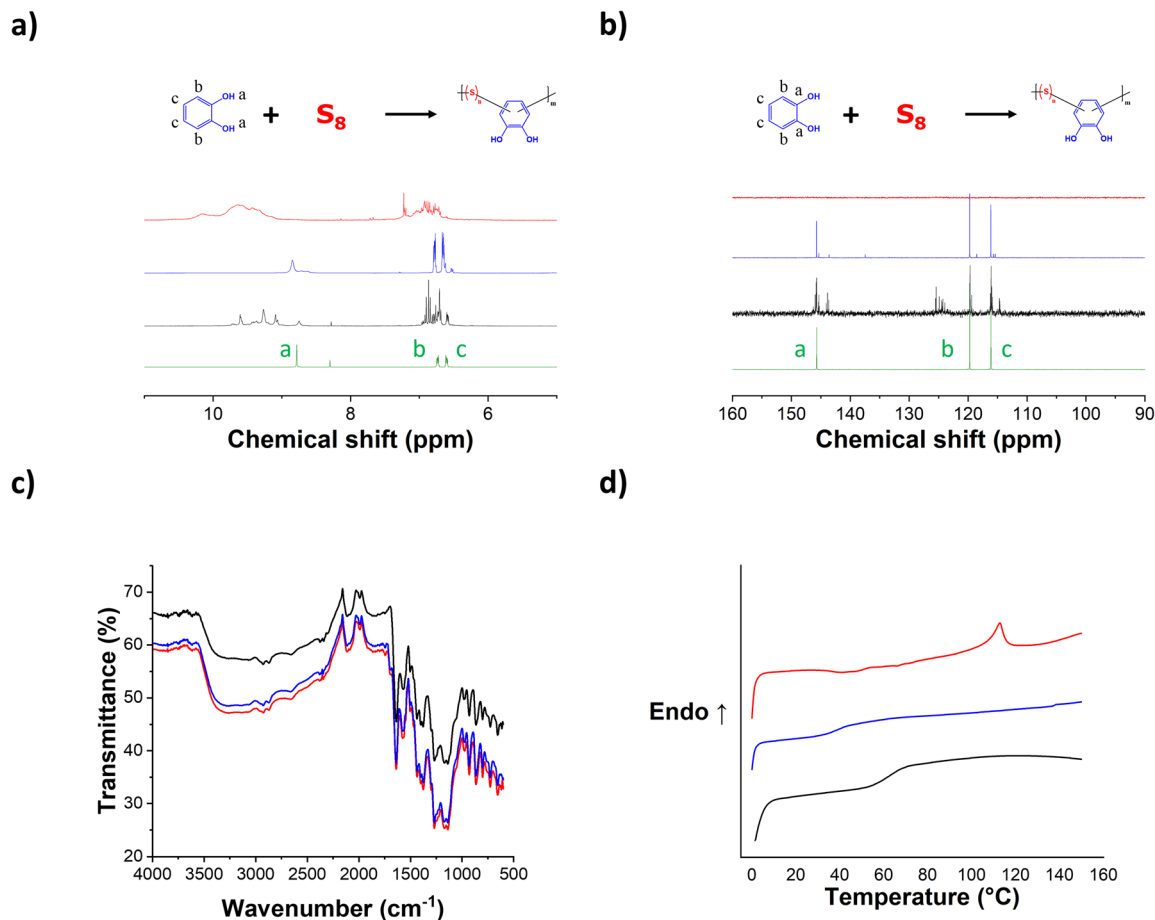 a)
b
c
OH
a
c
OH
a
b
+
S8
[(S)n
]m
HO
OH
a
b
c
10
8
6
Chemical shift (ppm)
b)
b
c
a
OH
c
a
OH
b
+
S8
[(S)n
]m
HO
OH
a
b
c
160
150
140
130
120
110
100
90
Chemical shift (ppm)
c)
Transmittance (%)
70
60
50
40
30
20
4000
3500
3000
2500
2000
1500
1000
500
Wavenumber (cm-1)
d)
Endo ↑
0
20
40
60
80
100
120
140
160
Temperature (°C)